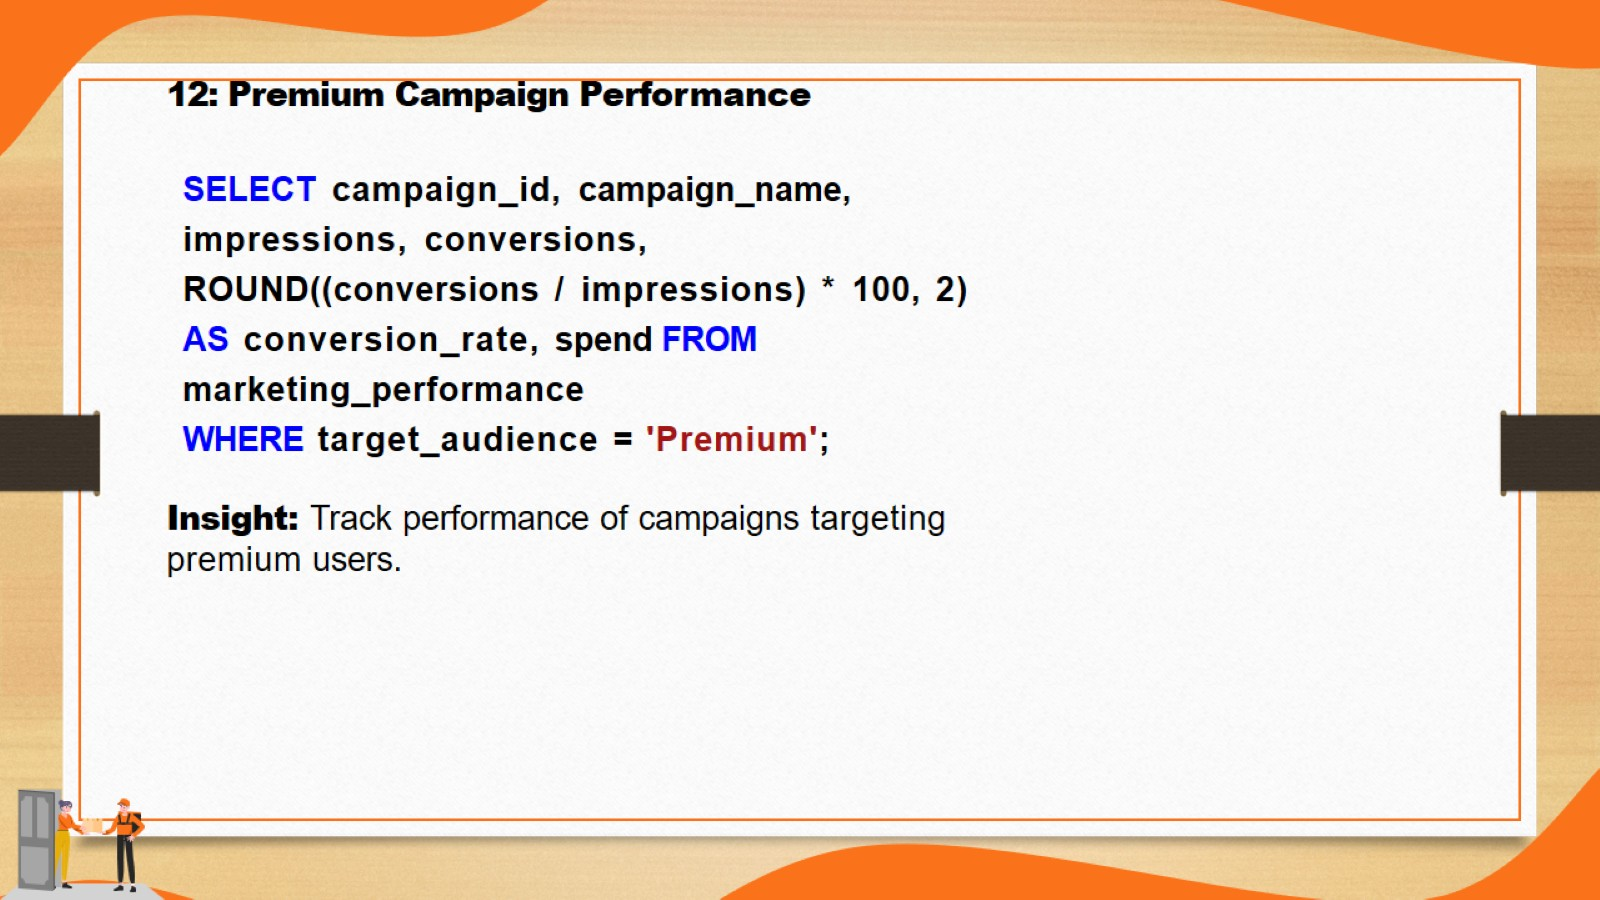 12: Premium Campaign Performance
SELECT campaign_id, campaign_name,
impressions, conversions,
ROUND((conversions / impressions) * 100, 2)
AS conversion_rate, spend FROM
marketing_performance
WHERE target_audience = 'Premium';
Insight: Track performance of campaigns targeting
premium users.